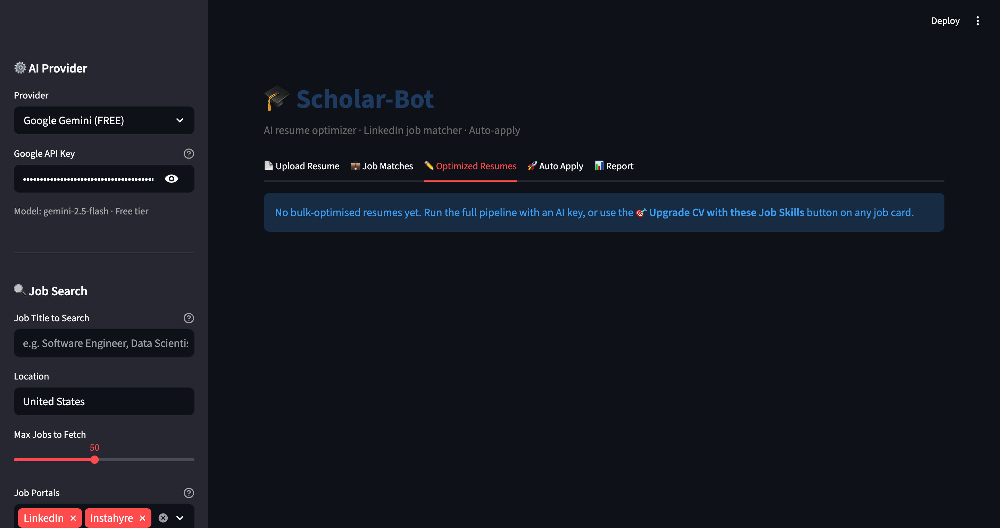 Deploy
AI Provider
Provider
Google Gemini (FREE)
Google API Key
Model: gemini-2.5-flash · Free tier
Job Search
Job Title to Search
e.g. Software Engineer, Data Scientis
Location
United States
Max Jobs to Fetch
50
Job Portals
LinkedIn
Instahyre
Scholar-Bot
AI resume optimizer · LinkedIn job matcher · Auto-apply
Upload Resume
Job Matches
Optimized Resumes
Auto Apply
Report
No bulk-optimised resumes yet. Run the full pipeline with an AI key, or use the 🎯 Upgrade CV with these Job Skills button on any job card.